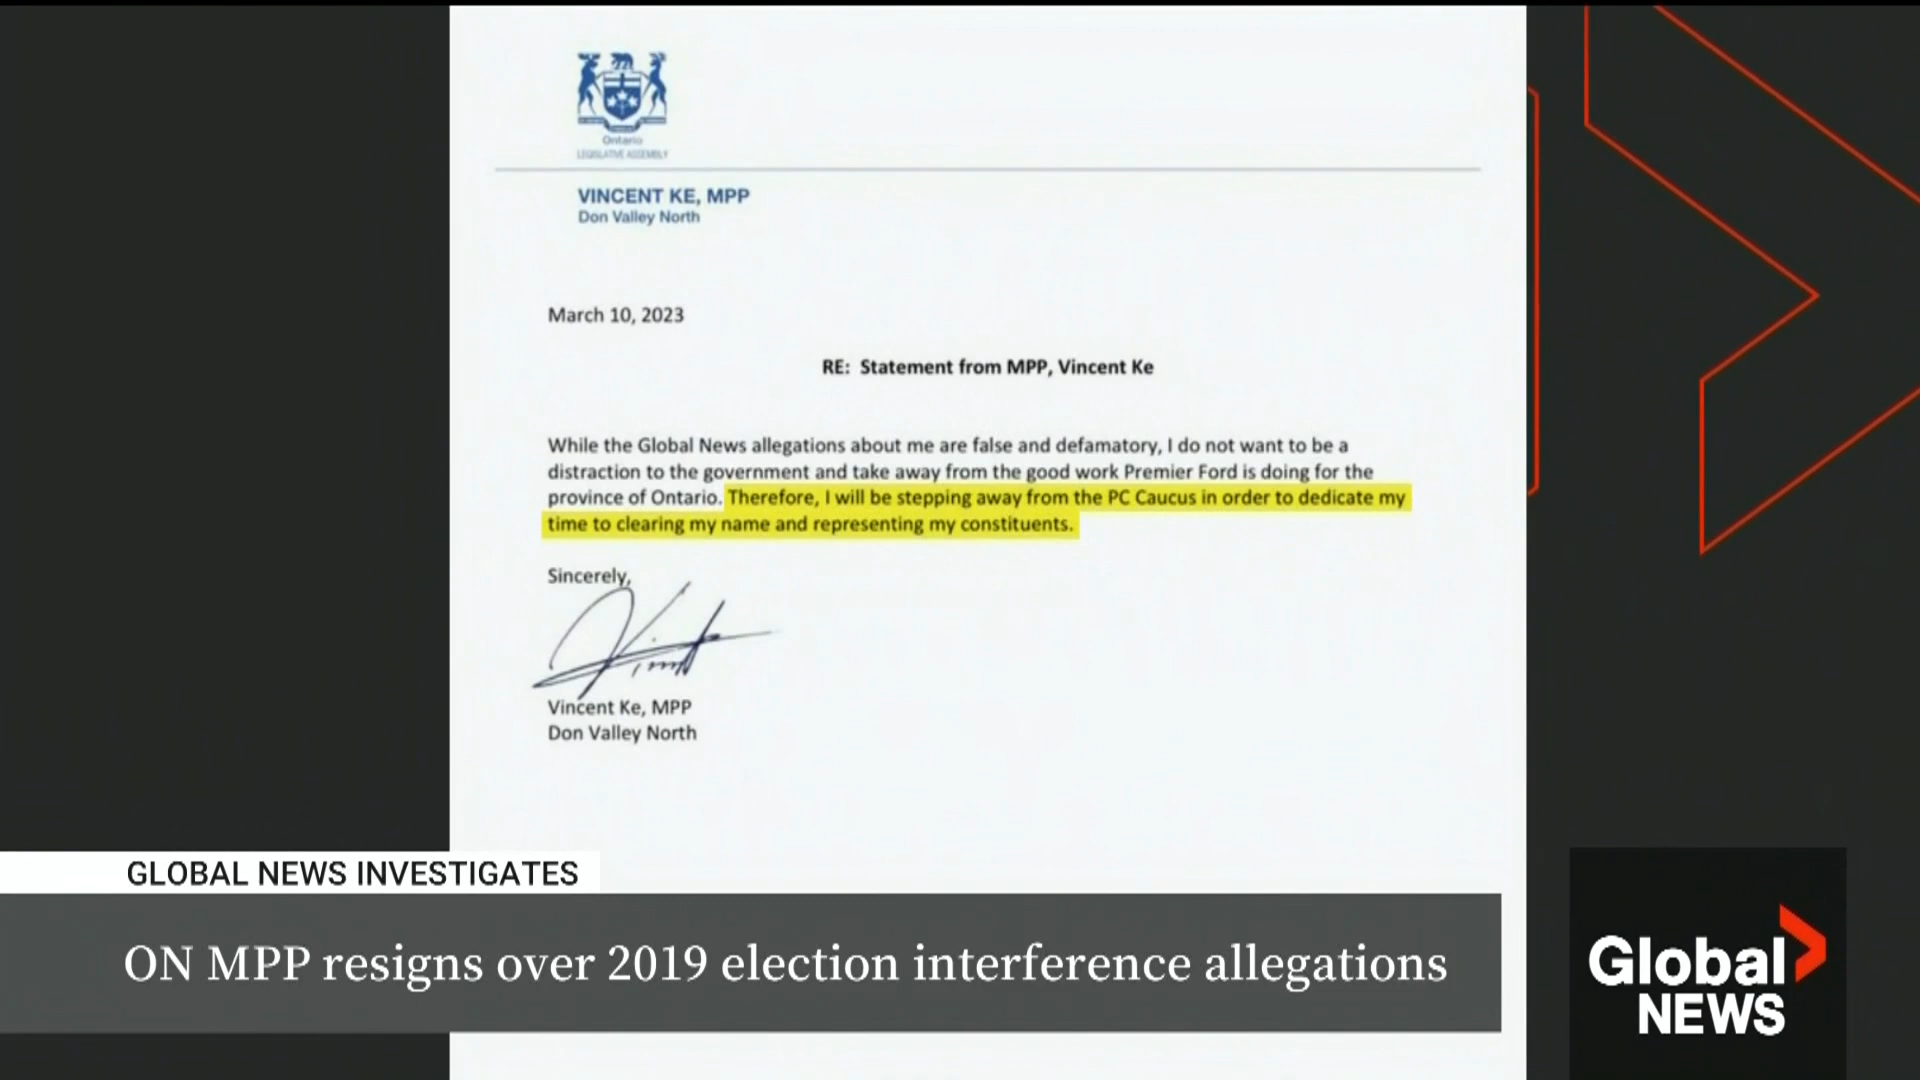 Ontario
LEGISLATIVE ASSEMBLY
VINCENT KE, MPP
Don Valley North
March 10, 2023
RE: Statement from MPP, Vincent Ke
While the Global News allegations about me are false and defamatory, I do not want to be a
distraction to the government and take away from the good work Premier Ford is doing for the
province of Ontario. Therefore, I will be stepping away from the PC Caucus in order to dedicate my
time to clearing my name and representing my constituents.
Sincerely,
Vincent
Vincent Ke, MPP
Don Valley North
GLOBAL NEWS INVESTIGATES
ON MPP resigns over 2019 election interference allegations
Global
NEWS